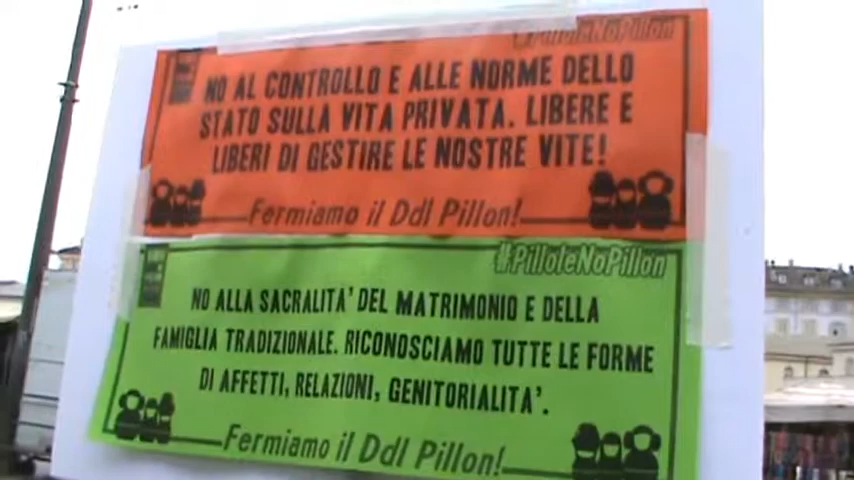 #PilloleNoPillon
NO AL CONTROLLO E ALLE NORME DELLO
STATO SULLA VITA PRIVATA. LIBERE E
LIBERI DI GESTIRE LE NOSTRE VITE!
Fermiamo il Ddl Pillon!
#PilloleNoPillon
NO ALLA SACRALITA' DEL MATRIMONIO E DELLA
FAMIGLIA TRADIZIONALE. RICONOSCIAMO TUTTE LE FORME
DI AFFETTI, RELAZIONI, GENITORIALITA'.
Fermiamo il Ddl Pillon!